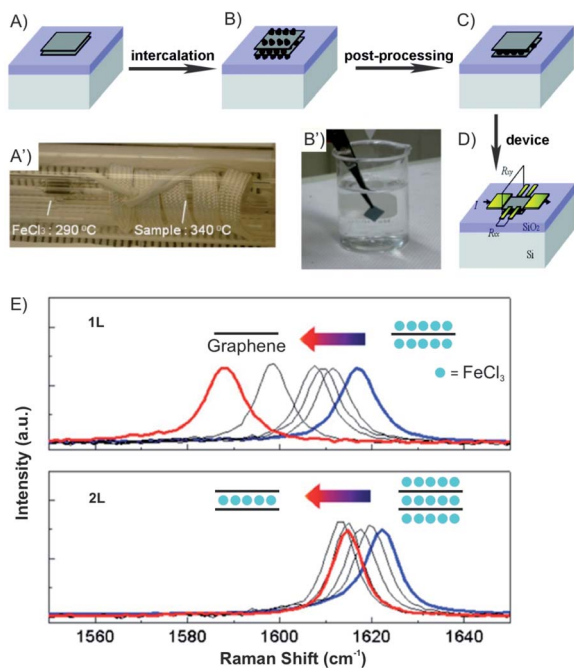 A)
intercalation
B)
post-processing
C)
A')
FeCl₃ : 290 °C
Sample : 340 °C
B')
device
D)
Rxy
I
Rxx
SiO₂
Si
E)
1L
Graphene
= FeCl₃
2L
Intensity (a.u.)
1560 1580 1600 1620 1640
Raman Shift (cm⁻¹)